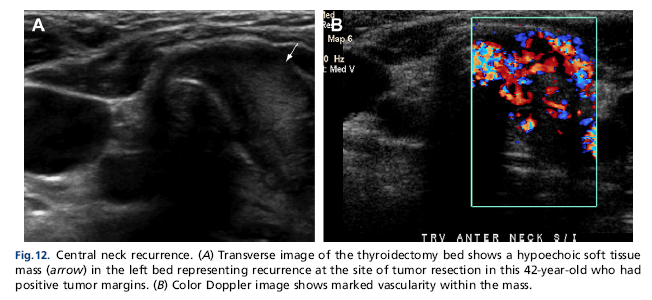 A
B
led
Re
Map 6
0 Hz
Med V
TRV ANTER NECK S/I
Fig.12. Central neck recurrence. (A) Transverse image of the thyroidectomy bed shows a hypoechoic soft tissue
mass (arrow) in the left bed representing recurrence at the site of tumor resection in this 42-year-old who had
positive tumor margins. (B) Color Doppler image shows marked vascularity within the mass.